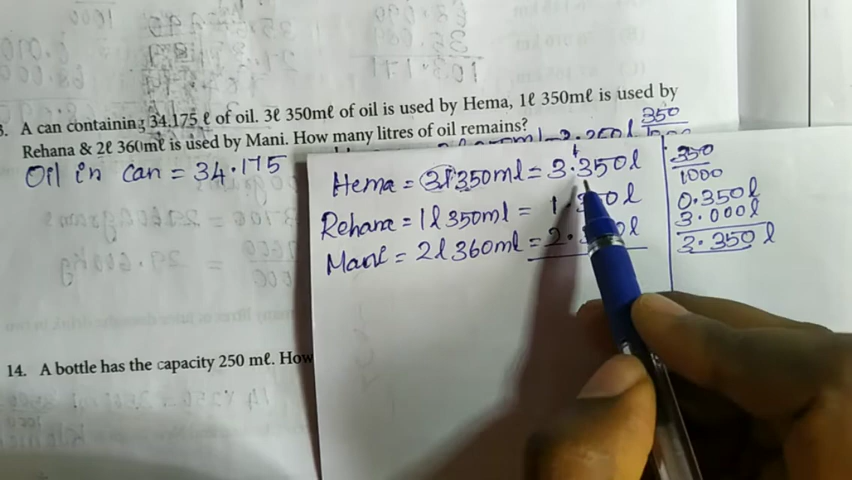 A can containing 34.175 ℓ of oil. 3ℓ 350mℓ of oil is used by Hema, 1ℓ 350mℓ is used by
Rehana & 2ℓ 360mℓ is used by Mani. How many litres of oil remains?
350
Oil in can = 34.175
Hema = 3l 350ml = 3.350l
Rehana = 1l 350ml =
Mani = 2l 360ml =
350
1000
0.350l
3.000l
3.350 l
14. A bottle has the capacity 250 mℓ. How